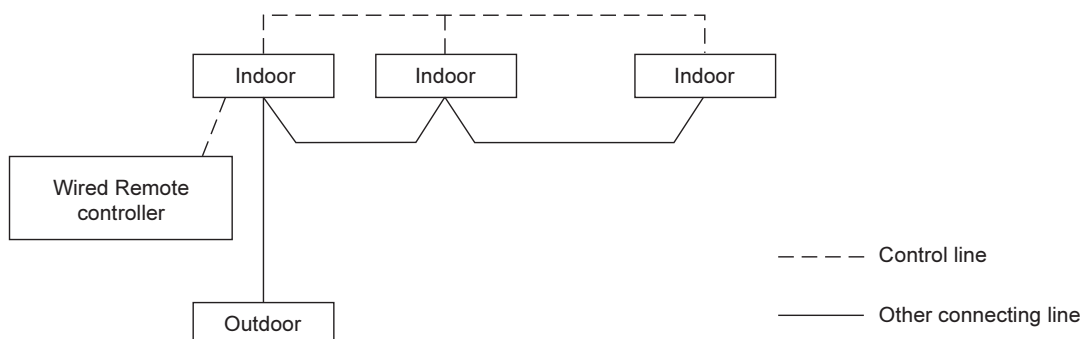 Indoor
Indoor
Indoor
Wired Remote
controller
Control line
Outdoor
Other connecting line